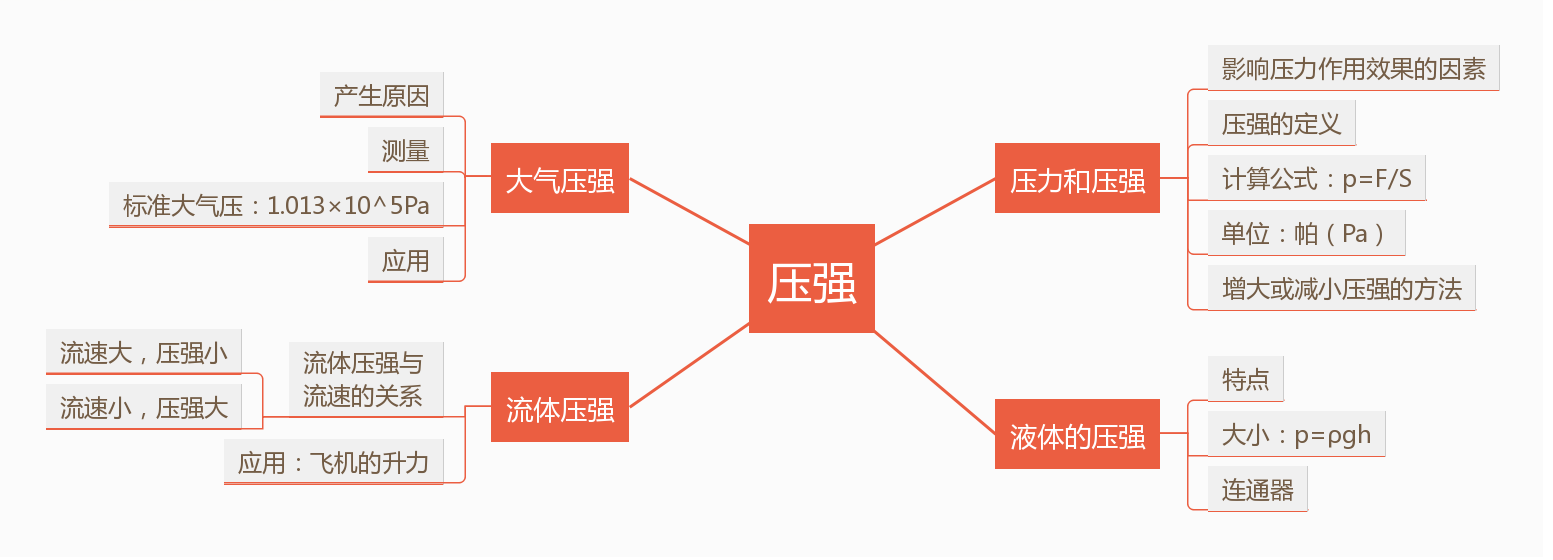 压强
压力和压强
影响压力作用效果的因素
压强的定义
计算公式：p=F/S
单位：帕（Pa）
增大或减小压强的方法
液体的压强
特点
大小：p=ρgh
连通器
大气压强
产生原因
测量
标准大气压：1.013×10^5Pa
应用
流体压强
流体压强与
流速的关系
流速大，压强小
流速小，压强大
应用：飞机的升力